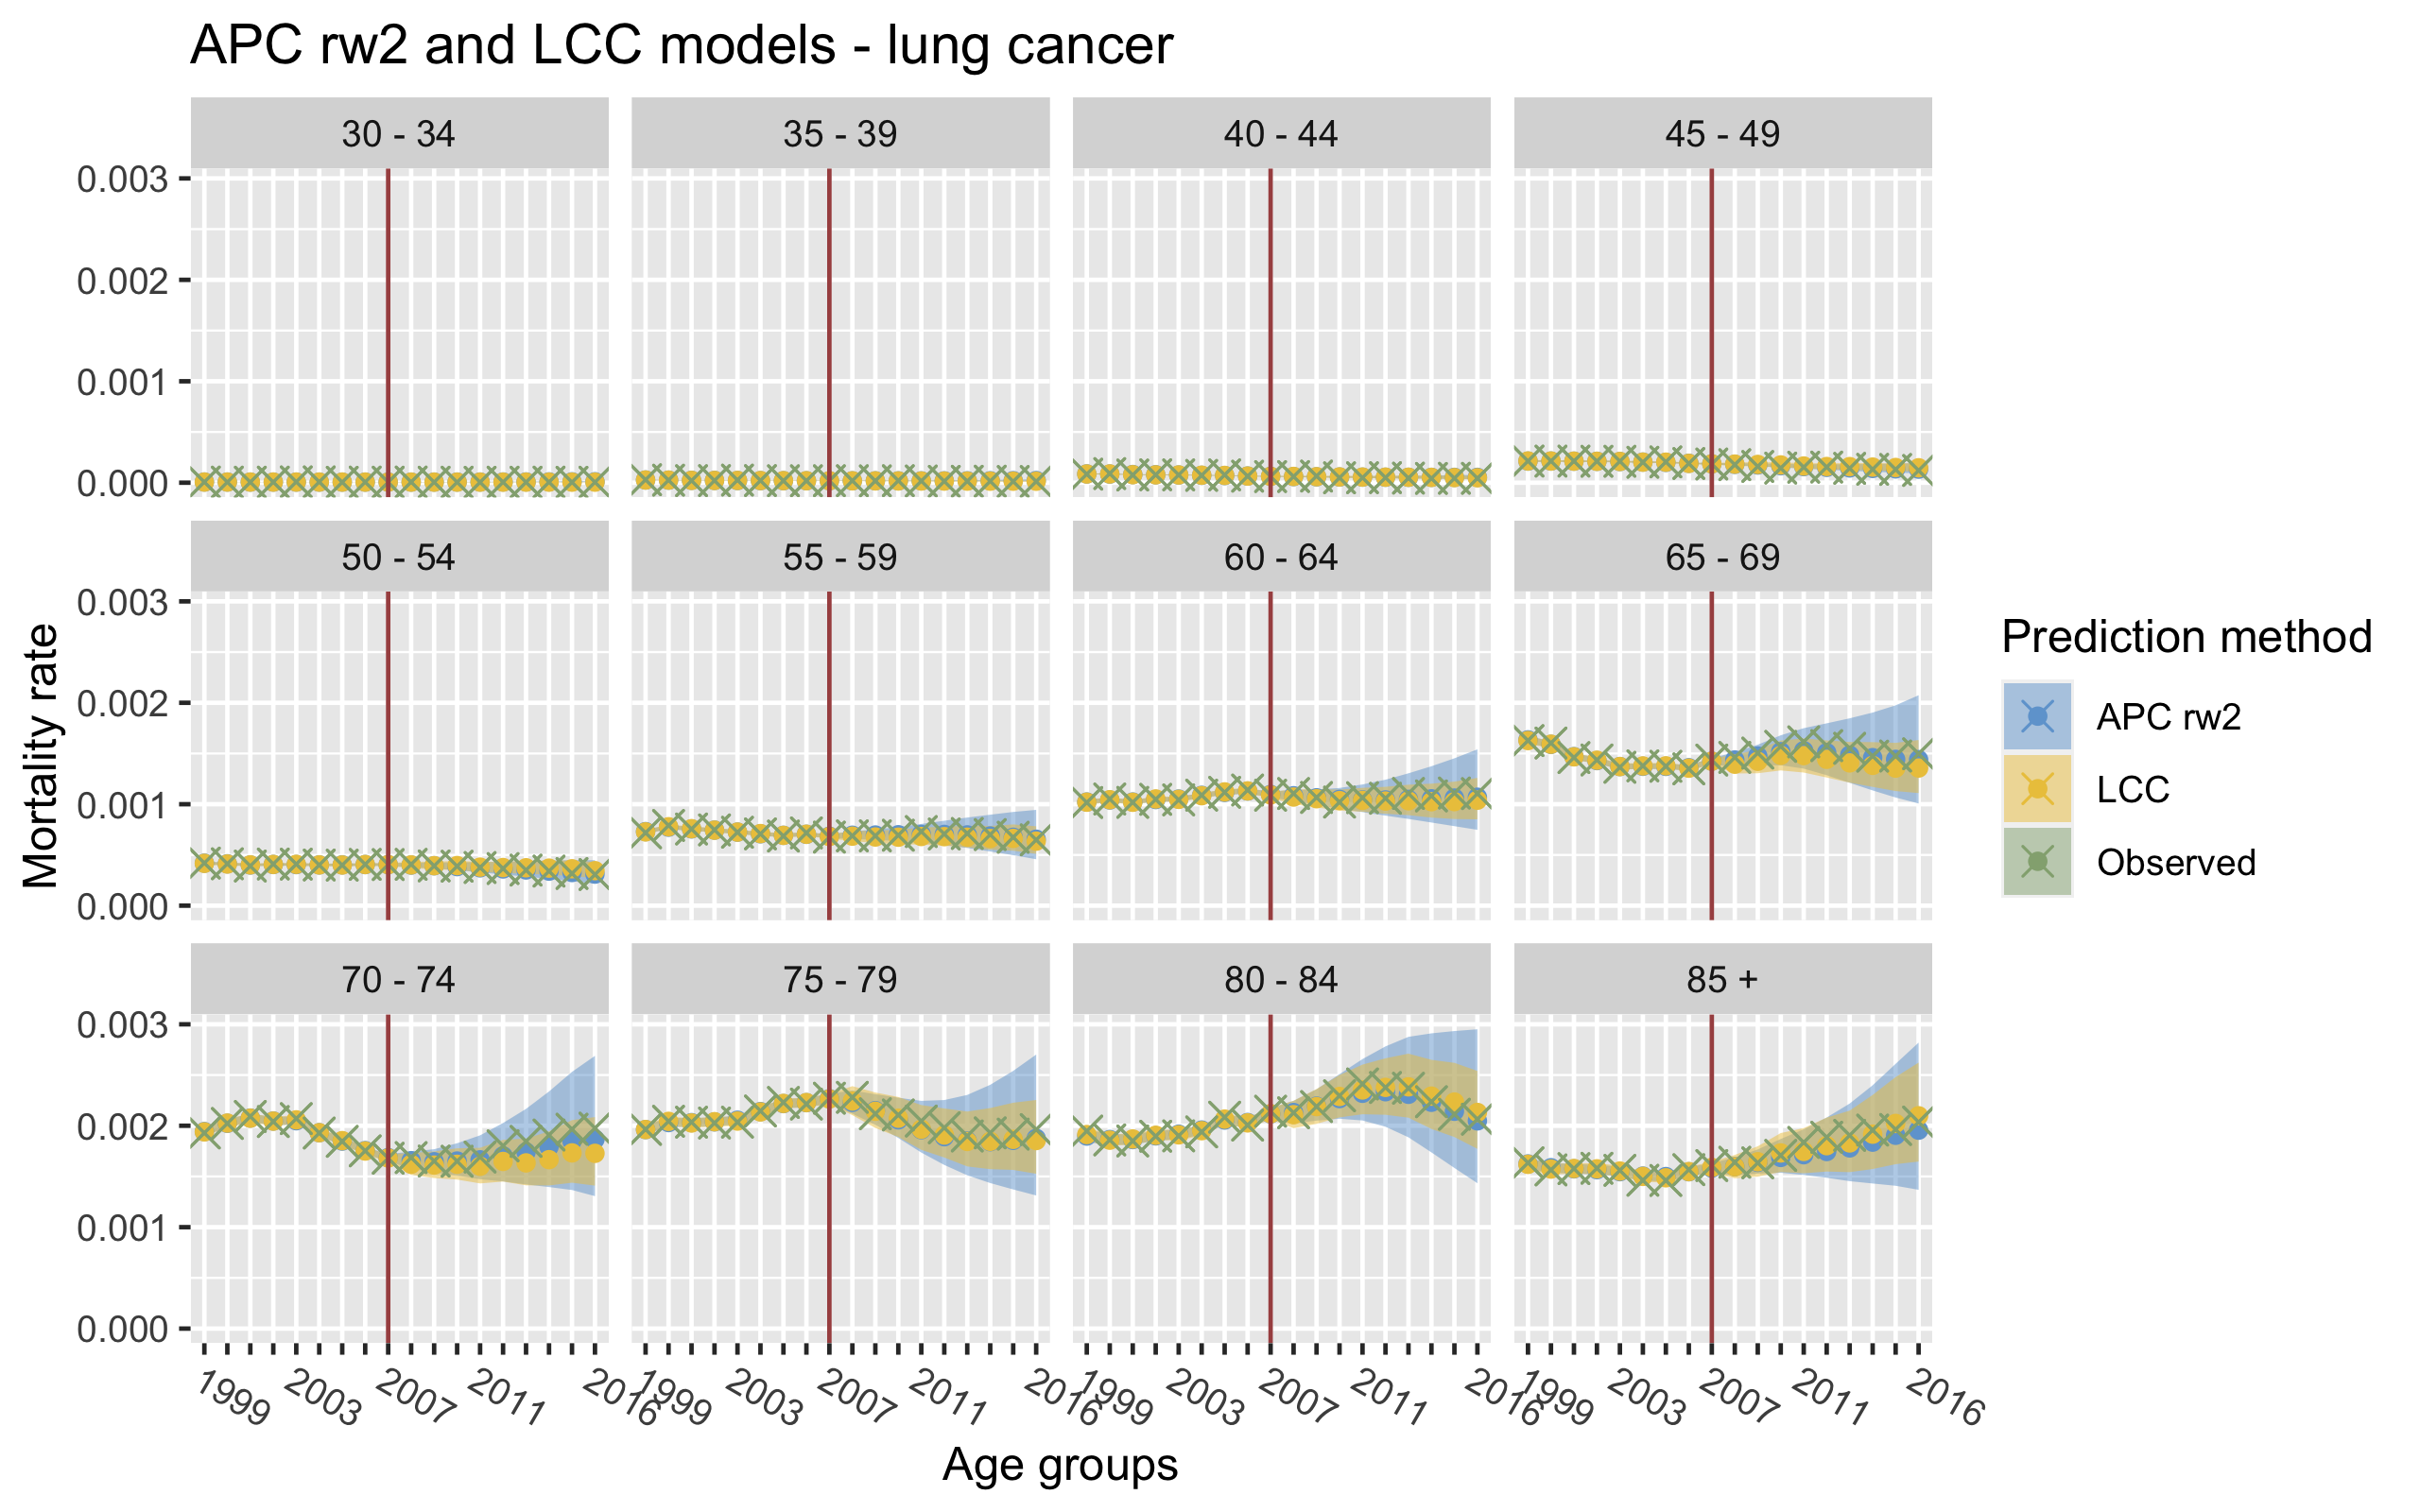 APC rw2 and LCC models - lung cancer
30 - 34
35 - 39
40 - 44
45 - 49
0.003
0.002
0.001
0.000
50 - 54
55 - 59
60 - 64
65 - 69
0.003
0.002
0.001
0.000
70 - 74
75 - 79
80 - 84
85 +
0.003
0.002
0.001
0.000
1999 2003 2007 2011 2016
1999 2003 2007 2011 2016
1999 2003 2007 2011 2016
1999 2003 2007 2011 2016
Age groups
Mortality rate
Prediction method
APC rw2
LCC
Observed